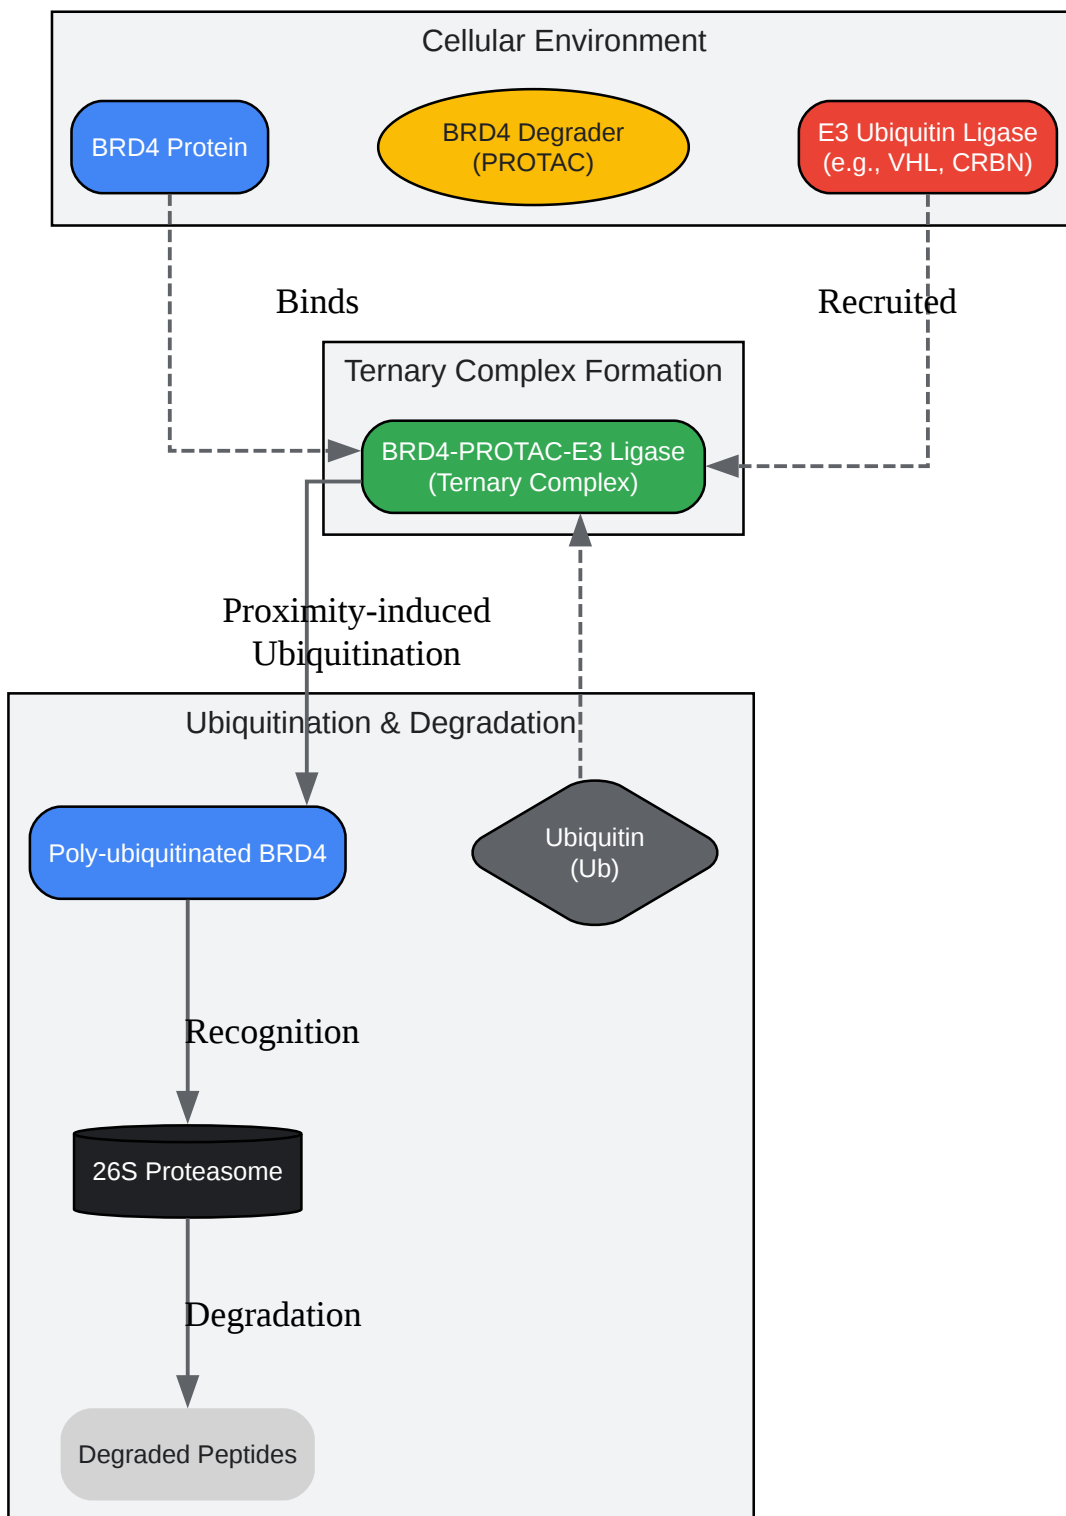 Cellular Environment
BRD4 Protein
BRD4 Degrader
(PROTAC)
E3 Ubiquitin Ligase
(e.g., VHL, CRBN)
Binds
Recruited
Ternary Complex Formation
BRD4-PROTAC-E3 Ligase
(Ternary Complex)
Proximity-induced
Ubiquitination
Ubiquitination & Degradation
Poly-ubiquitinated BRD4
Ubiquitin
(Ub)
Recognition
26S Proteasome
Degradation
Degraded Peptides